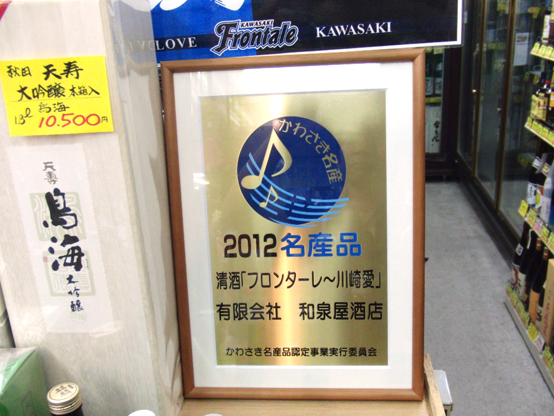 秋田 天寿
大吟醸 木箱入
1.8ℓ 鳥海
10.500円
天寿
鳥海
大吟醸
KAWASAKI
Frontale
KAWASAKI
かわさき名産
2012名産品
清酒「フロンターレ～川崎愛」
有限会社 和泉屋酒店
かわさき名産品認定事業実行委員会